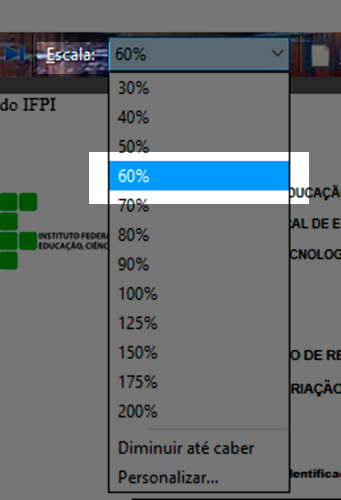 Escala: 60%
do IFPI
30%
40%
50%
60%
70%
80%
90%
100%
125%
150%
175%
200%
Diminuir até caber
Personalizar...
INSTITUTO FEDERA
EDUCAÇÃO, CIÊNC
DUCAÇÃ
RAL DE E
CNOLOG
O DE RE
RIAÇÃO
dentificaç